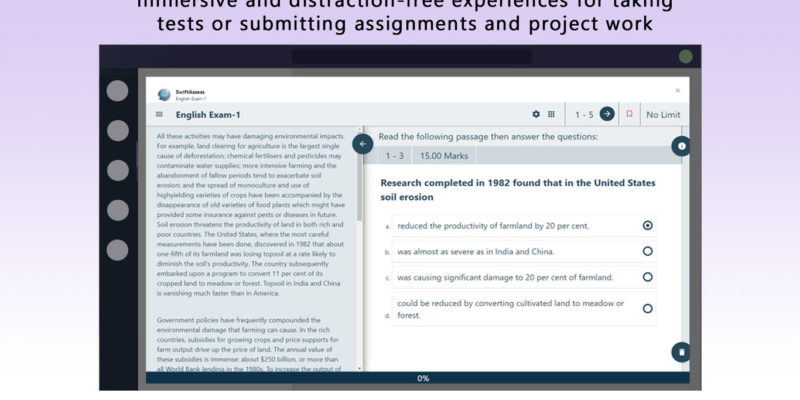 immersive and distraction-free experiences for taking
tests or submitting assignments and project work
SwiftAssess
English Exam-1
English Exam-1
1 - 5
No Limit
All these activities may have damaging environmental impacts.
For example, land clearing for agriculture is the largest single
cause of deforestation; chemical fertilisers and pesticides may
contaminate water supplies; more intensive farming and the
abandonment of fallow periods tend to exacerbate soil
erosion; and the spread of monoculture and use of
highyielding varieties of crops have been accompanied by the
disappearance of old varieties of food plants which might have
provided some insurance against pests or diseases in future.
Soil erosion threatens the productivity of land in both rich and
poor countries. The United States, where the most careful
measurements have been done, discovered in 1982 that about
one-fifth of its farmland was losing topsoil at a rate likely to
diminish the soil's productivity. The country subsequently
embarked upon a program to convert 11 per cent of its
cropped land to meadow or forest. Topsoil in India and China
is vanishing much faster than in America.
Government policies have frequently compounded the
environmental damage that farming can cause. In the rich
countries, subsidies for growing crops and price supports for
farm output drive up the price of land. The annual value of
these subsidies is immense: about $250 billion, or more than
all World Bank lending in the 1980s. To increase the output of
Read the following passage then answer the questions:
1 - 3
15.00 Marks
Research completed in 1982 found that in the United States
soil erosion
a. reduced the productivity of farmland by 20 per cent.
b. was almost as severe as in India and China.
c. was causing significant damage to 20 per cent of farmland.
could be reduced by converting cultivated land to meadow or
d. forest.
0%